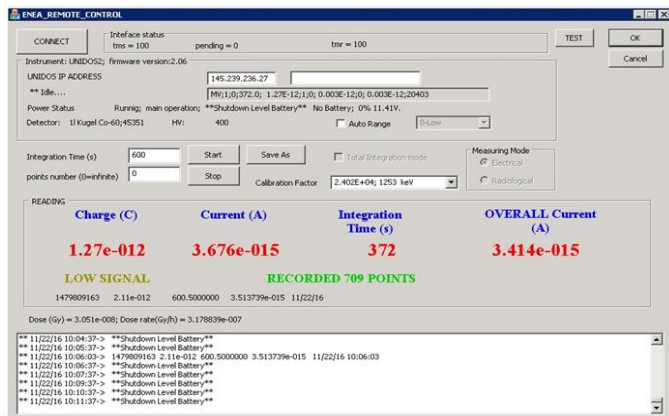 ENEA_REMOTE_CONTROL
CONNECT
Inteface status
tms = 100 pending = 0 tmr = 100
TEST
OK
Cancel
Instrument: UNIDOS2; firmware version:2.06
UNIDOS IP ADDRESS 145.239.236.27
** Idle.... MV;1;0;372.0; 1.27E-12;1;0; 0.003E-12;0; 0.003E-12;20403
Power Status Runnig; main operation; **Shutdown Level Battery** No Battery; 0% 11.41V.
Detector: 1l Kugel Co-60;45351 HV: 400 Auto Range 0-Low
Integration Time (s) 600 Start Save As Total Integration mode
Measuring Mode
Electrical
points number (0=infinite) 0 Stop Calibration Factor 2.402E+04; 1253 keV
Radiological
READING
Charge (C) Current (A) Integration Time (s) OVERALL Current (A)
1.27e-012 3.676e-015 372 3.414e-015
LOW SIGNAL RECORDED 709 POINTS
1479809163 2.11e-012 600.5000000 3.513739e-015 11/22/16
Dose (Gy) = 3.051e-008; Dose rate(Gy/h) = 3.178839e-007
** 11/22/16 10:04:37-> **Shutdown Level Battery**
** 11/22/16 10:05:37-> **Shutdown Level Battery**
** 11/22/16 10:06:03-> 1479809163 2.11e-012 600.5000000 3.513739e-015 11/22/16 10:06:03
** 11/22/16 10:06:37-> **Shutdown Level Battery**
** 11/22/16 10:07:37-> **Shutdown Level Battery**
** 11/22/16 10:09:37-> **Shutdown Level Battery**
** 11/22/16 10:10:37-> **Shutdown Level Battery**
** 11/22/16 10:11:37-> **Shutdown Level Battery**